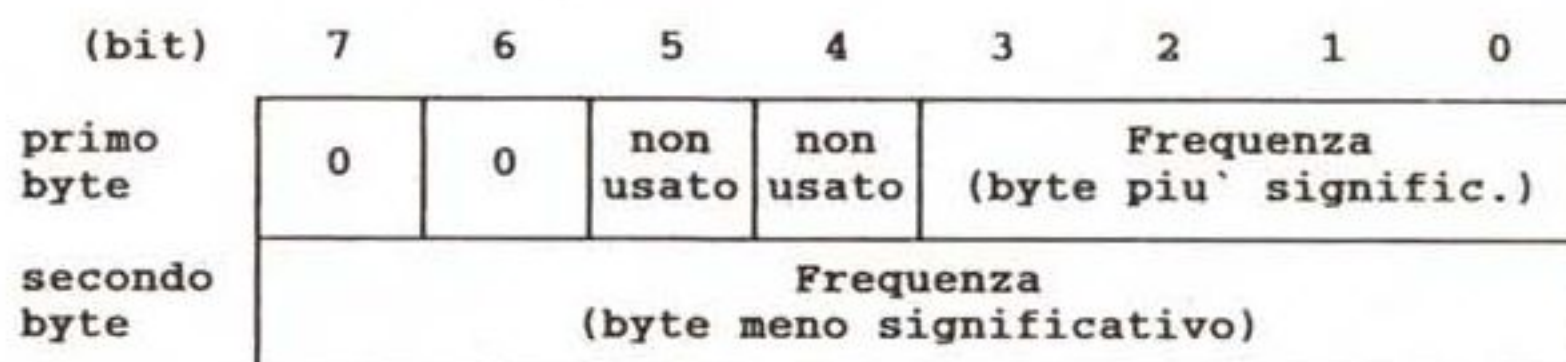 (bit) 7 6 5 4 3 2 1 0
primo byte 0 0 non usato non usato Frequenza (byte piu` signific.)
secondo byte Frequenza (byte meno significativo)